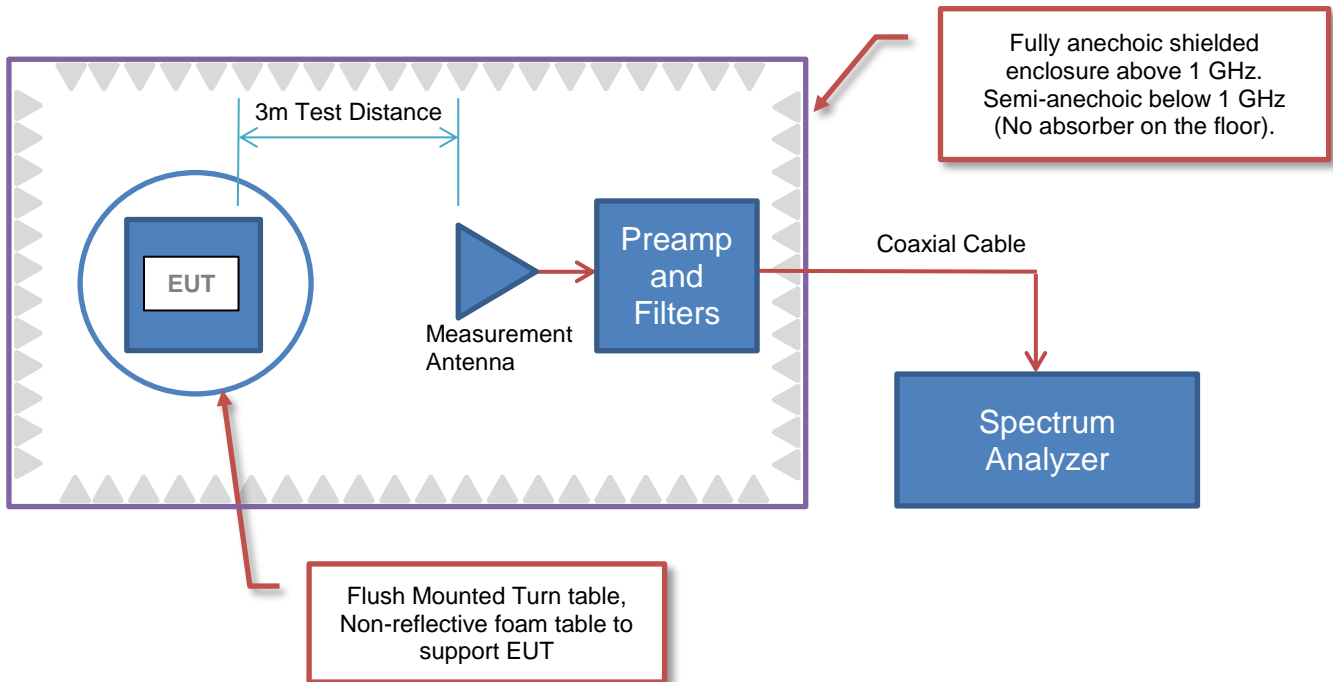 Fully anechoic shielded
enclosure above 1 GHz.
Semi-anechoic below 1 GHz
(No absorber on the floor).
3m Test Distance
EUT
Measurement
Antenna
Preamp
and
Filters
Coaxial Cable
Spectrum
Analyzer
Flush Mounted Turn table,
Non-reflective foam table to
support EUT